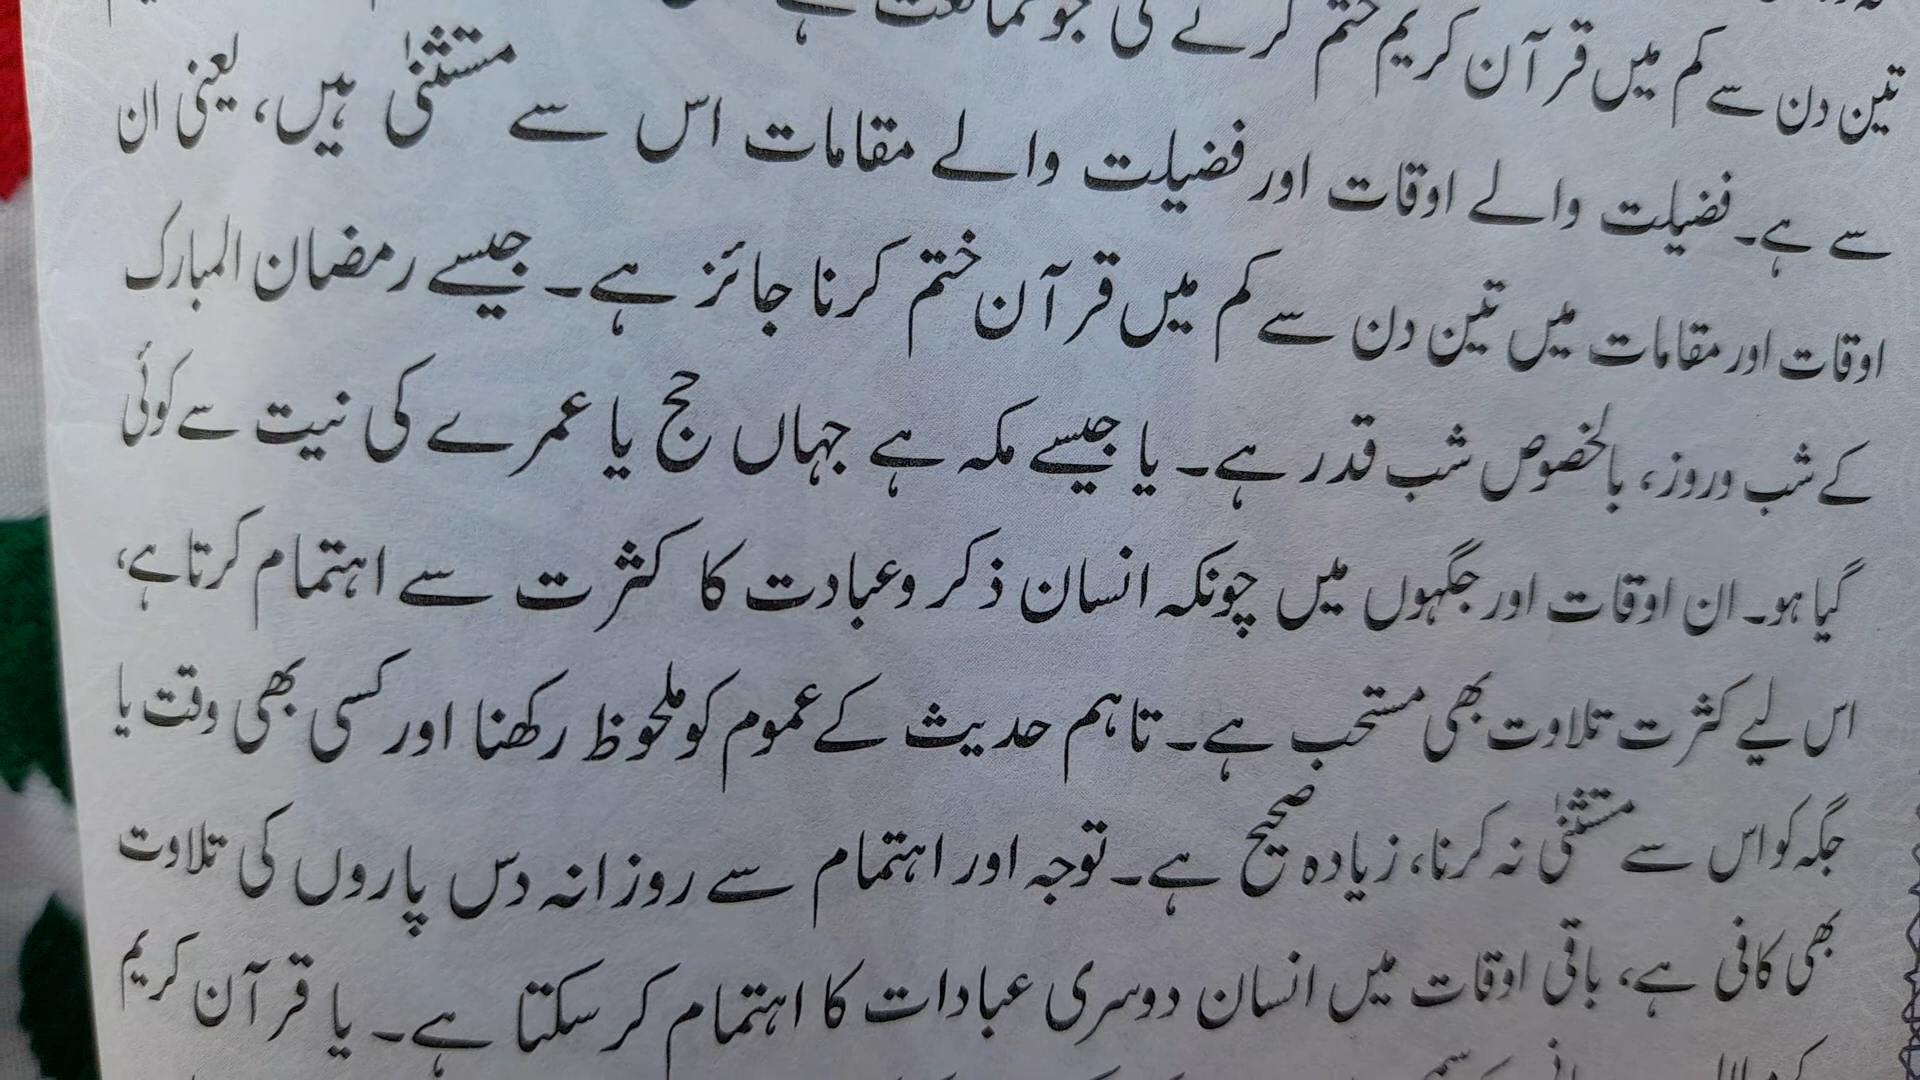 تین دن سے کم میں قرآن کریم ختم کرنے کی جو ممانعت ہے
سے ہے۔ فضیلت والے اوقات اور فضیلت والے مقامات اس سے مستثنیٰ ہیں، یعنی ان
اوقات اور مقامات میں تین دن سے کم میں قرآن ختم کرنا جائز ہے۔ جیسے رمضان المبارک
کے شب وروز، بالخصوص شب قدر ہے۔ یا جیسے مکہ ہے جہاں حج یا عمرے کی نیت سے کوئی
گیا ہو۔ ان اوقات اور جگہوں میں چونکہ انسان ذکر وعبادت کا کثرت سے اہتمام کرتا ہے،
اس لیے کثرت تلاوت بھی مستحب ہے۔ تاہم حدیث کے عموم کو ملحوظ رکھنا اور کسی بھی وقت یا
جگہ کو اس سے مستثنیٰ نہ کرنا، زیادہ صحیح ہے۔ توجہ اور اہتمام سے روزانہ دس پاروں کی تلاوت
بھی کافی ہے، باقی اوقات میں انسان دوسری عبادات کا اہتمام کر سکتا ہے۔ یا قرآن کریم